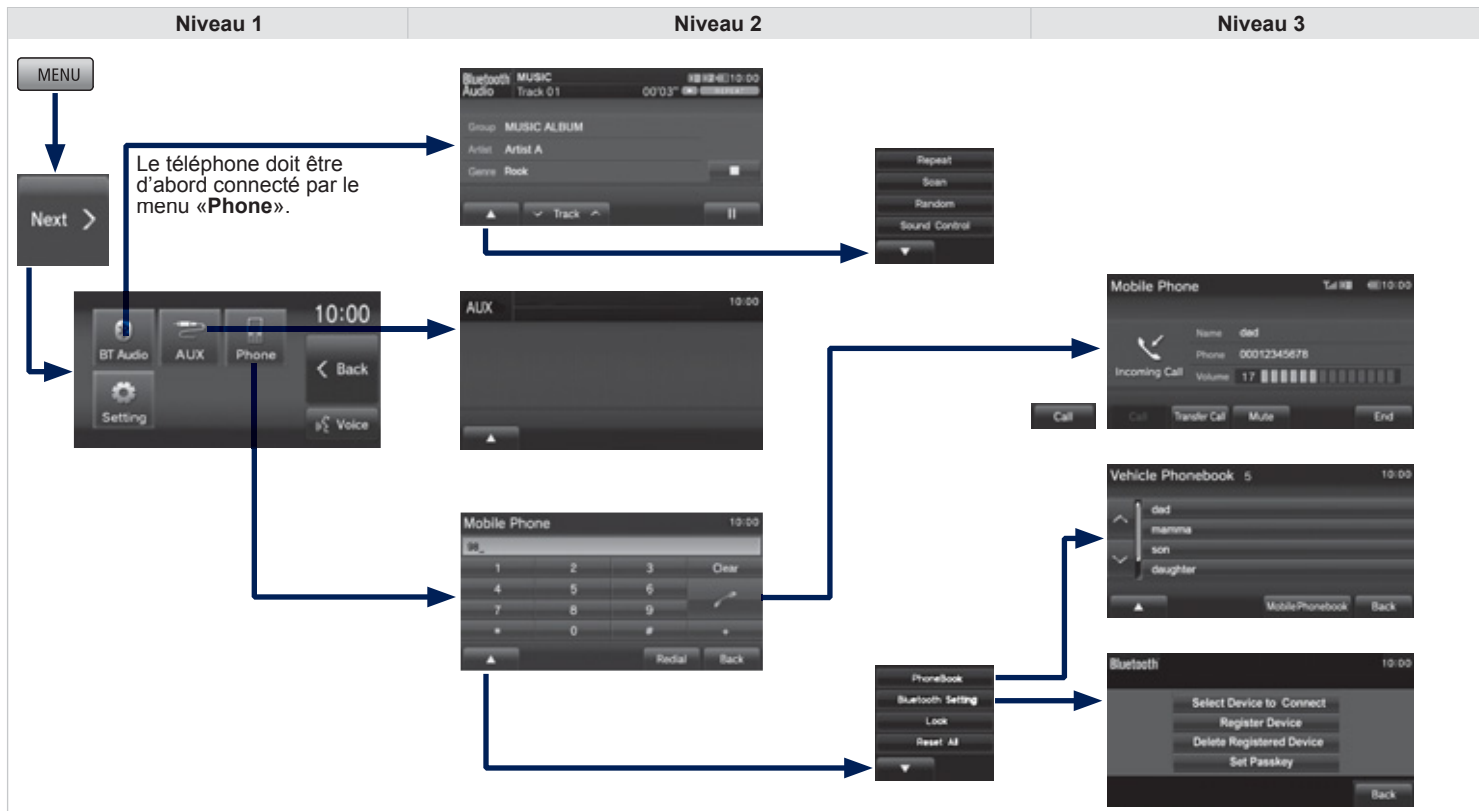 Niveau 1
Niveau 2
Niveau 3
MENU
Next
Le téléphone doit être
d'abord connecté par le
menu «Phone».
10:00
BT Audio
AUX
Phone
Back
Setting
Voice
Bluetooth Audio
MUSIC
10:00
Track 01
00'03"
REPEAT
Group MUSIC ALBUM
Artist Artist A
Genre Rook
Track
Repeat
Scan
Random
Sound Control
AUX
10:00
Mobile Phone
10:00
98_
1 2 3 Clear
4 5 6
7 8 9
* 0 # +
Redial Back
PhoneBook
Bluetooth Setting
Lock
Reset All
Call
Mobile Phone
10:00
Incoming Call
Name dad
Phone 00012345678
Volume 17
Call Transfer Call Mute End
Vehicle Phonebook 5
10:00
dad
mamma
son
daughter
MobilePhonebook Back
Bluetooth
10:00
Select Device to Connect
Register Device
Delete Registered Device
Set Passkey
Back